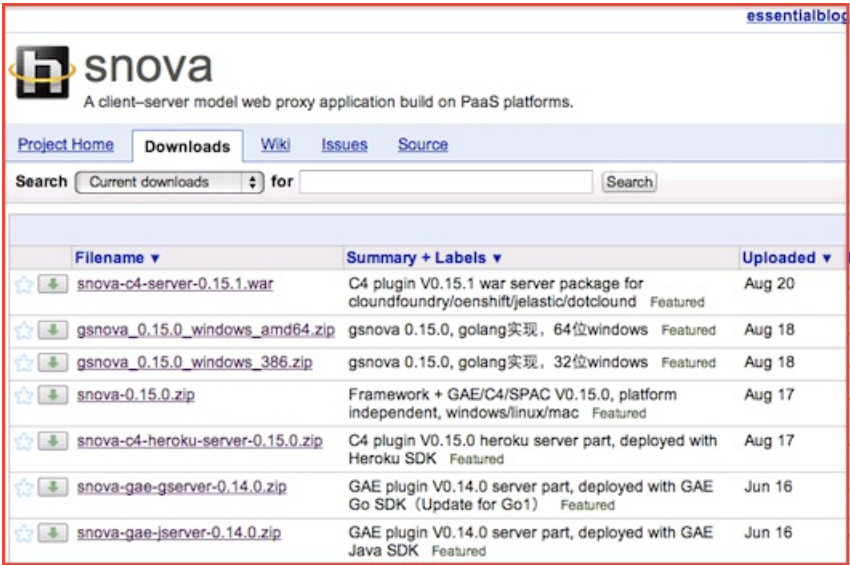 essentialblog
snova
A client–server model web proxy application build on PaaS platforms.
Project Home Downloads Wiki Issues Source
Search Current downloads for Search
Filename ▼ Summary + Labels ▼ Uploaded ▼
snova-c4-server-0.15.1.war C4 plugin V0.15.1 war server package for Aug 20
cloudfoundry/oenshift/jelastic/dotclound Featured
gsnova_0.15.0_windows_amd64.zip gsnova 0.15.0, golang实现，64位windows Featured Aug 18
gsnova_0.15.0_windows_386.zip gsnova 0.15.0, golang实现，32位windows Featured Aug 18
snova-0.15.0.zip Framework + GAE/C4/SPAC V0.15.0, platform Aug 17
independent, windows/linux/mac Featured
snova-c4-heroku-server-0.15.0.zip C4 plugin V0.15.0 heroku server part, deployed with Aug 17
Heroku SDK Featured
snova-gae-gserver-0.14.0.zip GAE plugin V0.14.0 server part, deployed with GAE Jun 16
Go SDK（Update for Go1） Featured
snova-gae-jserver-0.14.0.zip GAE plugin V0.14.0 server part, deployed with GAE Jun 16
Java SDK Featured